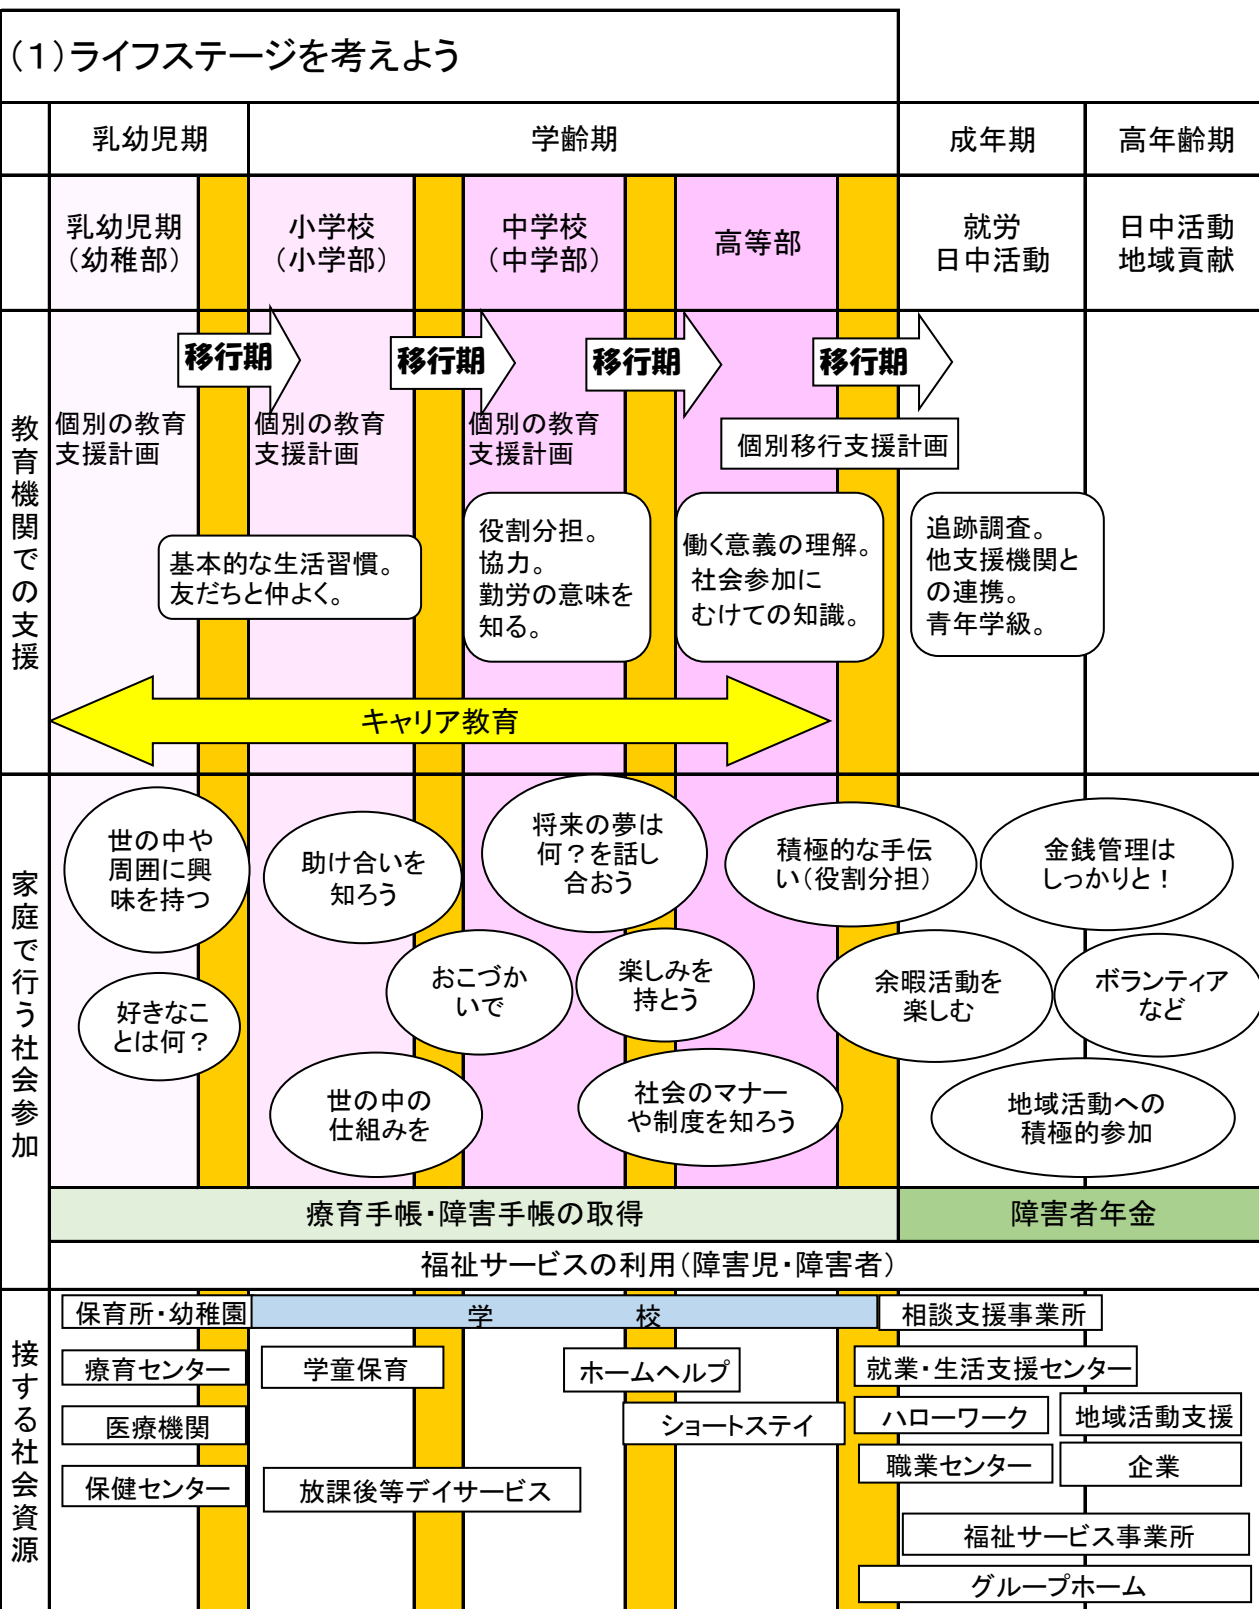 (1)ライフステージを考えよう
乳幼児期
学齢期
成年期
高年齢期
乳幼児期
(幼稚部)
小学校
(小学部)
中学校
(中学部)
高等部
就労
日中活動
日中活動
地域貢献
教育機関での支援
移行期
移行期
移行期
移行期
個別の教育
支援計画
個別の教育
支援計画
個別の教育
支援計画
個別移行支援計画
基本的な生活習慣。
友だちと仲よく。
役割分担。
協力。
勤労の意味を
知る。
働く意義の理解。
社会参加に
むけての知識。
追跡調査。
他支援機関と
の連携。
青年学級。
キャリア教育
家庭で行う社会参加
世の中や
周囲に興
味を持つ
助け合いを
知ろう
将来の夢は
何?を話し
合おう
積極的な手伝
い(役割分担)
金銭管理は
しっかりと!
好きなこ
とは何?
おこづか
いで
楽しみを
持とう
余暇活動を
楽しむ
ボランティア
など
世の中の
仕組みを
社会のマナー
や制度を知ろう
地域活動への
積極的参加
療育手帳・障害手帳の取得
障害者年金
福祉サービスの利用(障害児・障害者)
接する社会資源
保育所・幼稚園
学 校
相談支援事業所
療育センター
学童保育
ホームヘルプ
就業・生活支援センター
医療機関
ショートステイ
ハローワーク
地域活動支援
保健センター
放課後等デイサービス
職業センター
企業
福祉サービス事業所
グループホーム